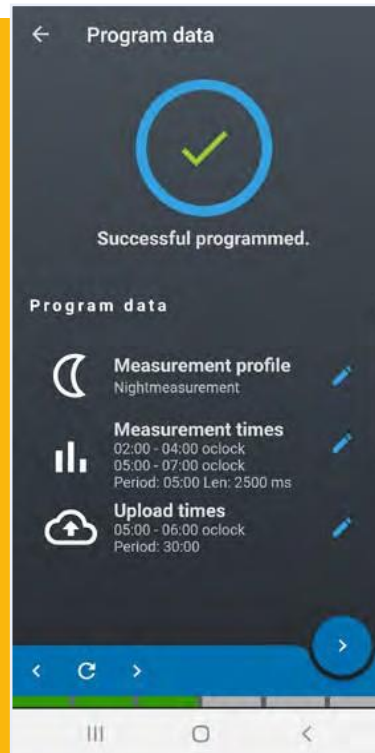 Program data
Successful programmed.
Program data
Measurement profile
Nightmeasurement
Measurement times
02:00 - 04:00 oclock
05:00 - 07:00 oclock
Period: 05:00 Len: 2500 ms
Upload times
05:00 - 06:00 oclock
Period: 30:00